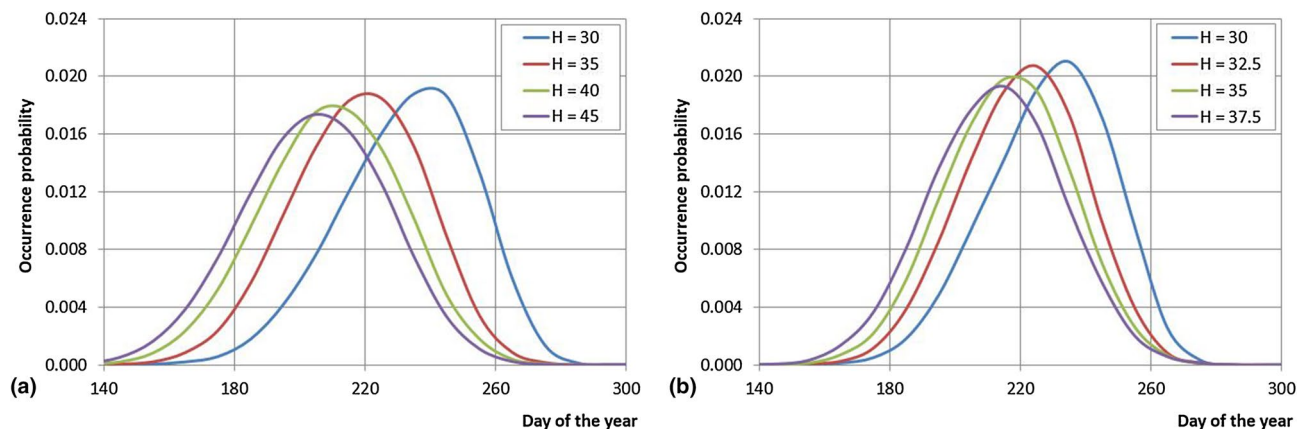 0.024
0.020
0.016
0.012
0.008
0.004
0.000
Occurrence probability
H = 30
H = 35
H = 40
H = 45
140
180
220
260
300
(a)
Day of the year
0.024
0.020
0.016
0.012
0.008
0.004
0.000
Occurrence probability
H = 30
H = 32.5
H = 35
H = 37.5
140
180
220
260
300
(b)
Day of the year